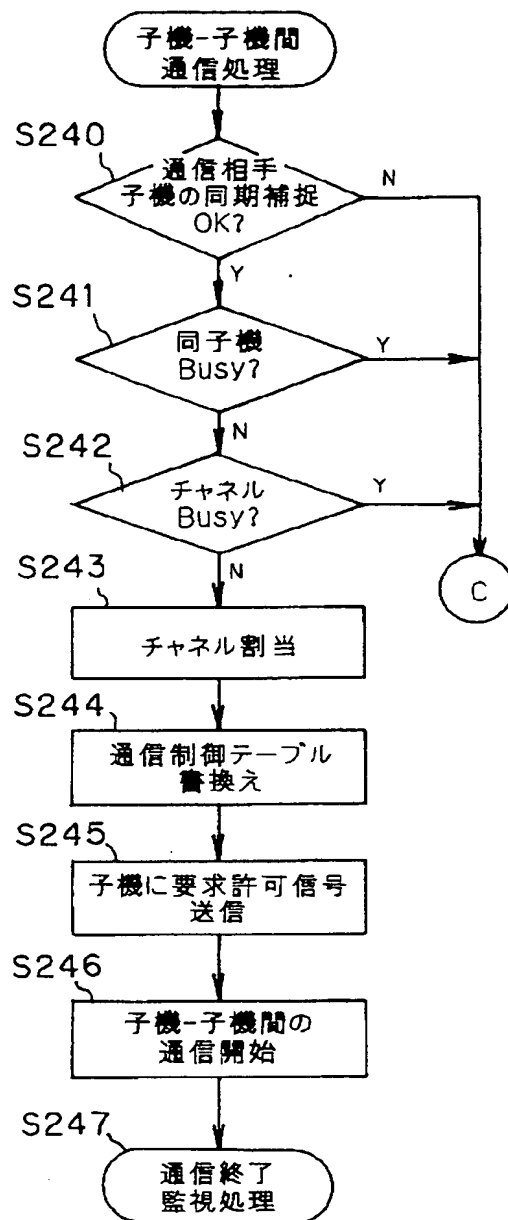 子機-子機間
通信処理
S240
通信相手
子機の同期補捉
OK?
N
Y
S241
同子機
Busy?
Y
N
S242
チャネル
Busy?
Y
N
S243
C
チャネル割当
S244
通信制御テーブル
書換え
S245
子機に要求許可信号
送信
S246
子機-子機間の
通信開始
S247
通信終了
監視処理